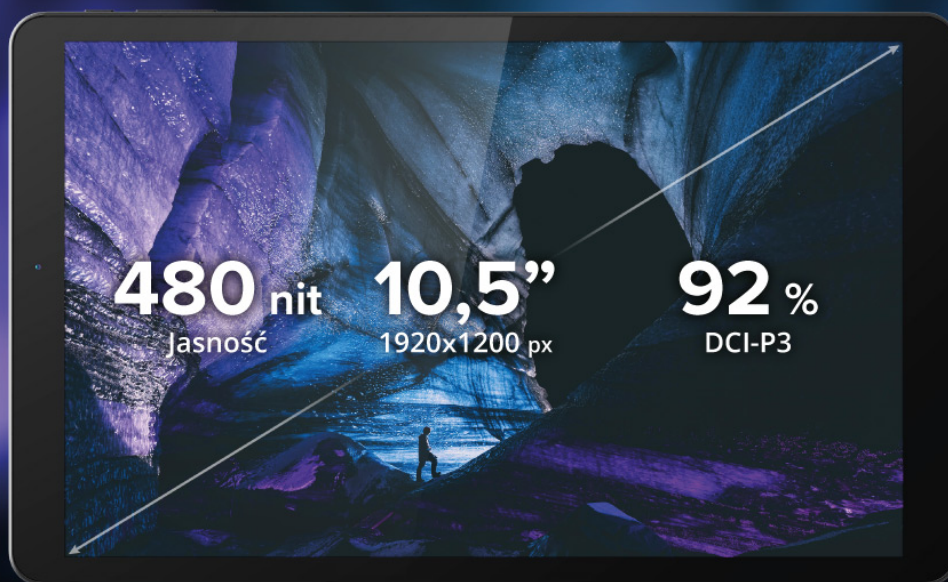 480 nit
Jasność
10,5”
1920x1200 px
92 %
DCI-P3